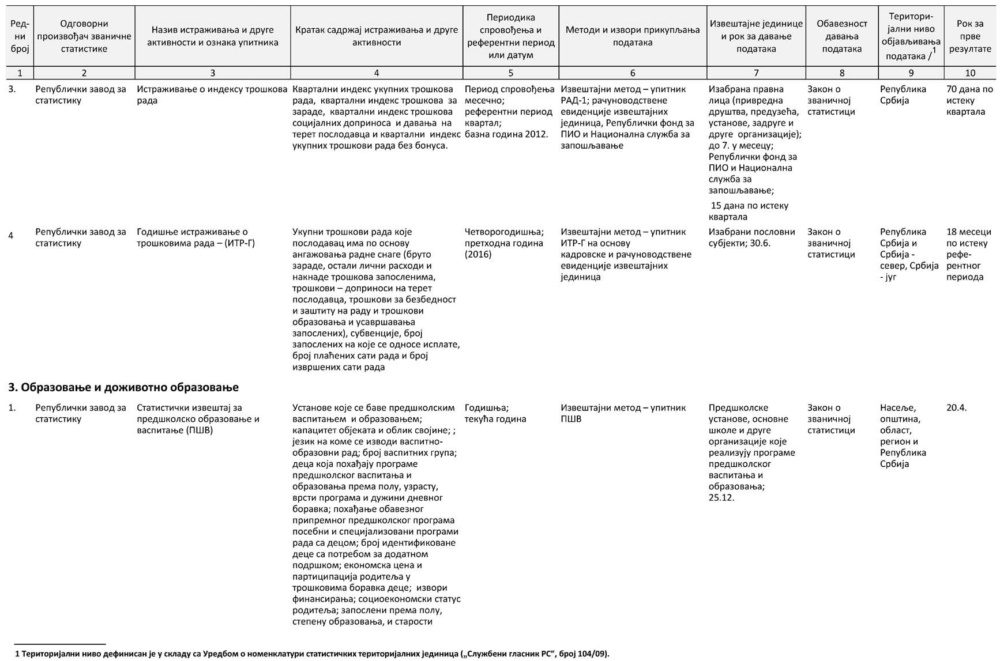 Ред-
ни
број
Одговорни
произвођач званичне
статистике
Назив истраживања и друге
активности и ознака упитника
Кратак садржај истраживања и друге
активности
Периодика
спровођења и
референтни период
или датум
Методи и извори прикупљања
података
Извештајне јединице
и рок за давање
података
Обавезност
давања
података
Територи-
јални ниво
објављивања
података /1
Рок за
прве
резултате
1 2 3 4 5 6 7 8 9 10
3.
Републички завод за
статистику
Истраживање о индексу трошкова
рада
Квартални индекс укупних трошкова
рада, квартални индекс трошкова за
зараде, квартални индекс трошкова
социјалних доприноса и давања на
терет послодавца и квартални индекс
укупних трошкови рада без бонуса.
Период спровођења
месечно;
референтни период
квартал;
базна година 2012.
Извештајни метод – упитник
РАД-1; рачуноводствене
евиденције извештајних
јединица, Републички фонд за
ПИО и Национална служба за
запошљавање
Изабрана правна
лица (привредна
друштва, предузећа,
установе, задруге и
друге организације);
до 7. у месецу;
Републички фонд за
ПИО и Национална
служба за
запошљавање;
15 дана по истеку
квартала
Закон о
званичној
статистици
Република
Србија
70 дана по
истеку
квартала
4
Републички завод за
статистику
Годишње истраживање о
трошковима рада – (ИТР-Г)
Укупни трошкови рада које
послодавац има по основу
ангажовања радне снаге (бруто
зараде, остали лични расходи и
накнаде трошкова запосленима,
трошкови – доприноси на терет
послодавца, трошкови за безбедност
и заштиту на раду и трошкови
образовања и усавршавања
запослених), субвенције, број
запослених на које се односе исплате,
број плаћених сати рада и број
извршених сати рада
Четворогодишња;
претходна година
(2016)
Извештајни метод – упитник
ИТР-Г на основу
кадровске и рачуноводствене
евиденције извештајних
јединица
Изабрани пословни
субјекти; 30.6.
Закон о
званичној
статистици
Република
Србија и
Србија -
север, Србија
- југ
18 месеци
по истеку
рефе-
рентног
периода
3. Образовање и доживотно образовање
1.
Републички завод за
статистику
Статистички извештај за
предшколско образовање и
васпитање (ПШВ)
Установе које се баве предшколским
васпитањем и образовањем;
капацитет објеката и облик својине; ;
језик на коме се изводи васпитно-
образовни рад; број васпитних група;
деца која похађају програме
предшколског васпитања и
образовања према полу, узрасту,
врсти програма и дужини дневног
боравка; похађање обавезног
припремног предшколског програма
посебни и специјализовани програми
рада са децом; број идентификоване
деце са потребом за додатном
подршком; економска цена и
партиципација родитеља у
трошковима боравка деце; извори
финансирања; социоекономски статус
родитеља; запослени према полу,
степену образовања, и старости
Годишња;
текућа година
Извештајни метод – упитник
ПШВ
Предшколске
установе, основне
школе и друге
организације које
реализују програме
предшколског
васпитања и
образовања;
25.12.
Закон о
званичној
статистици
Насеље,
општина,
област,
регион и
Република
Србија
20.4.
1 Територијални ниво дефинисан је у складу са Уредбом о номенклатури статистичких територијалних јединица („Службени гласник РС”, број 104/09).